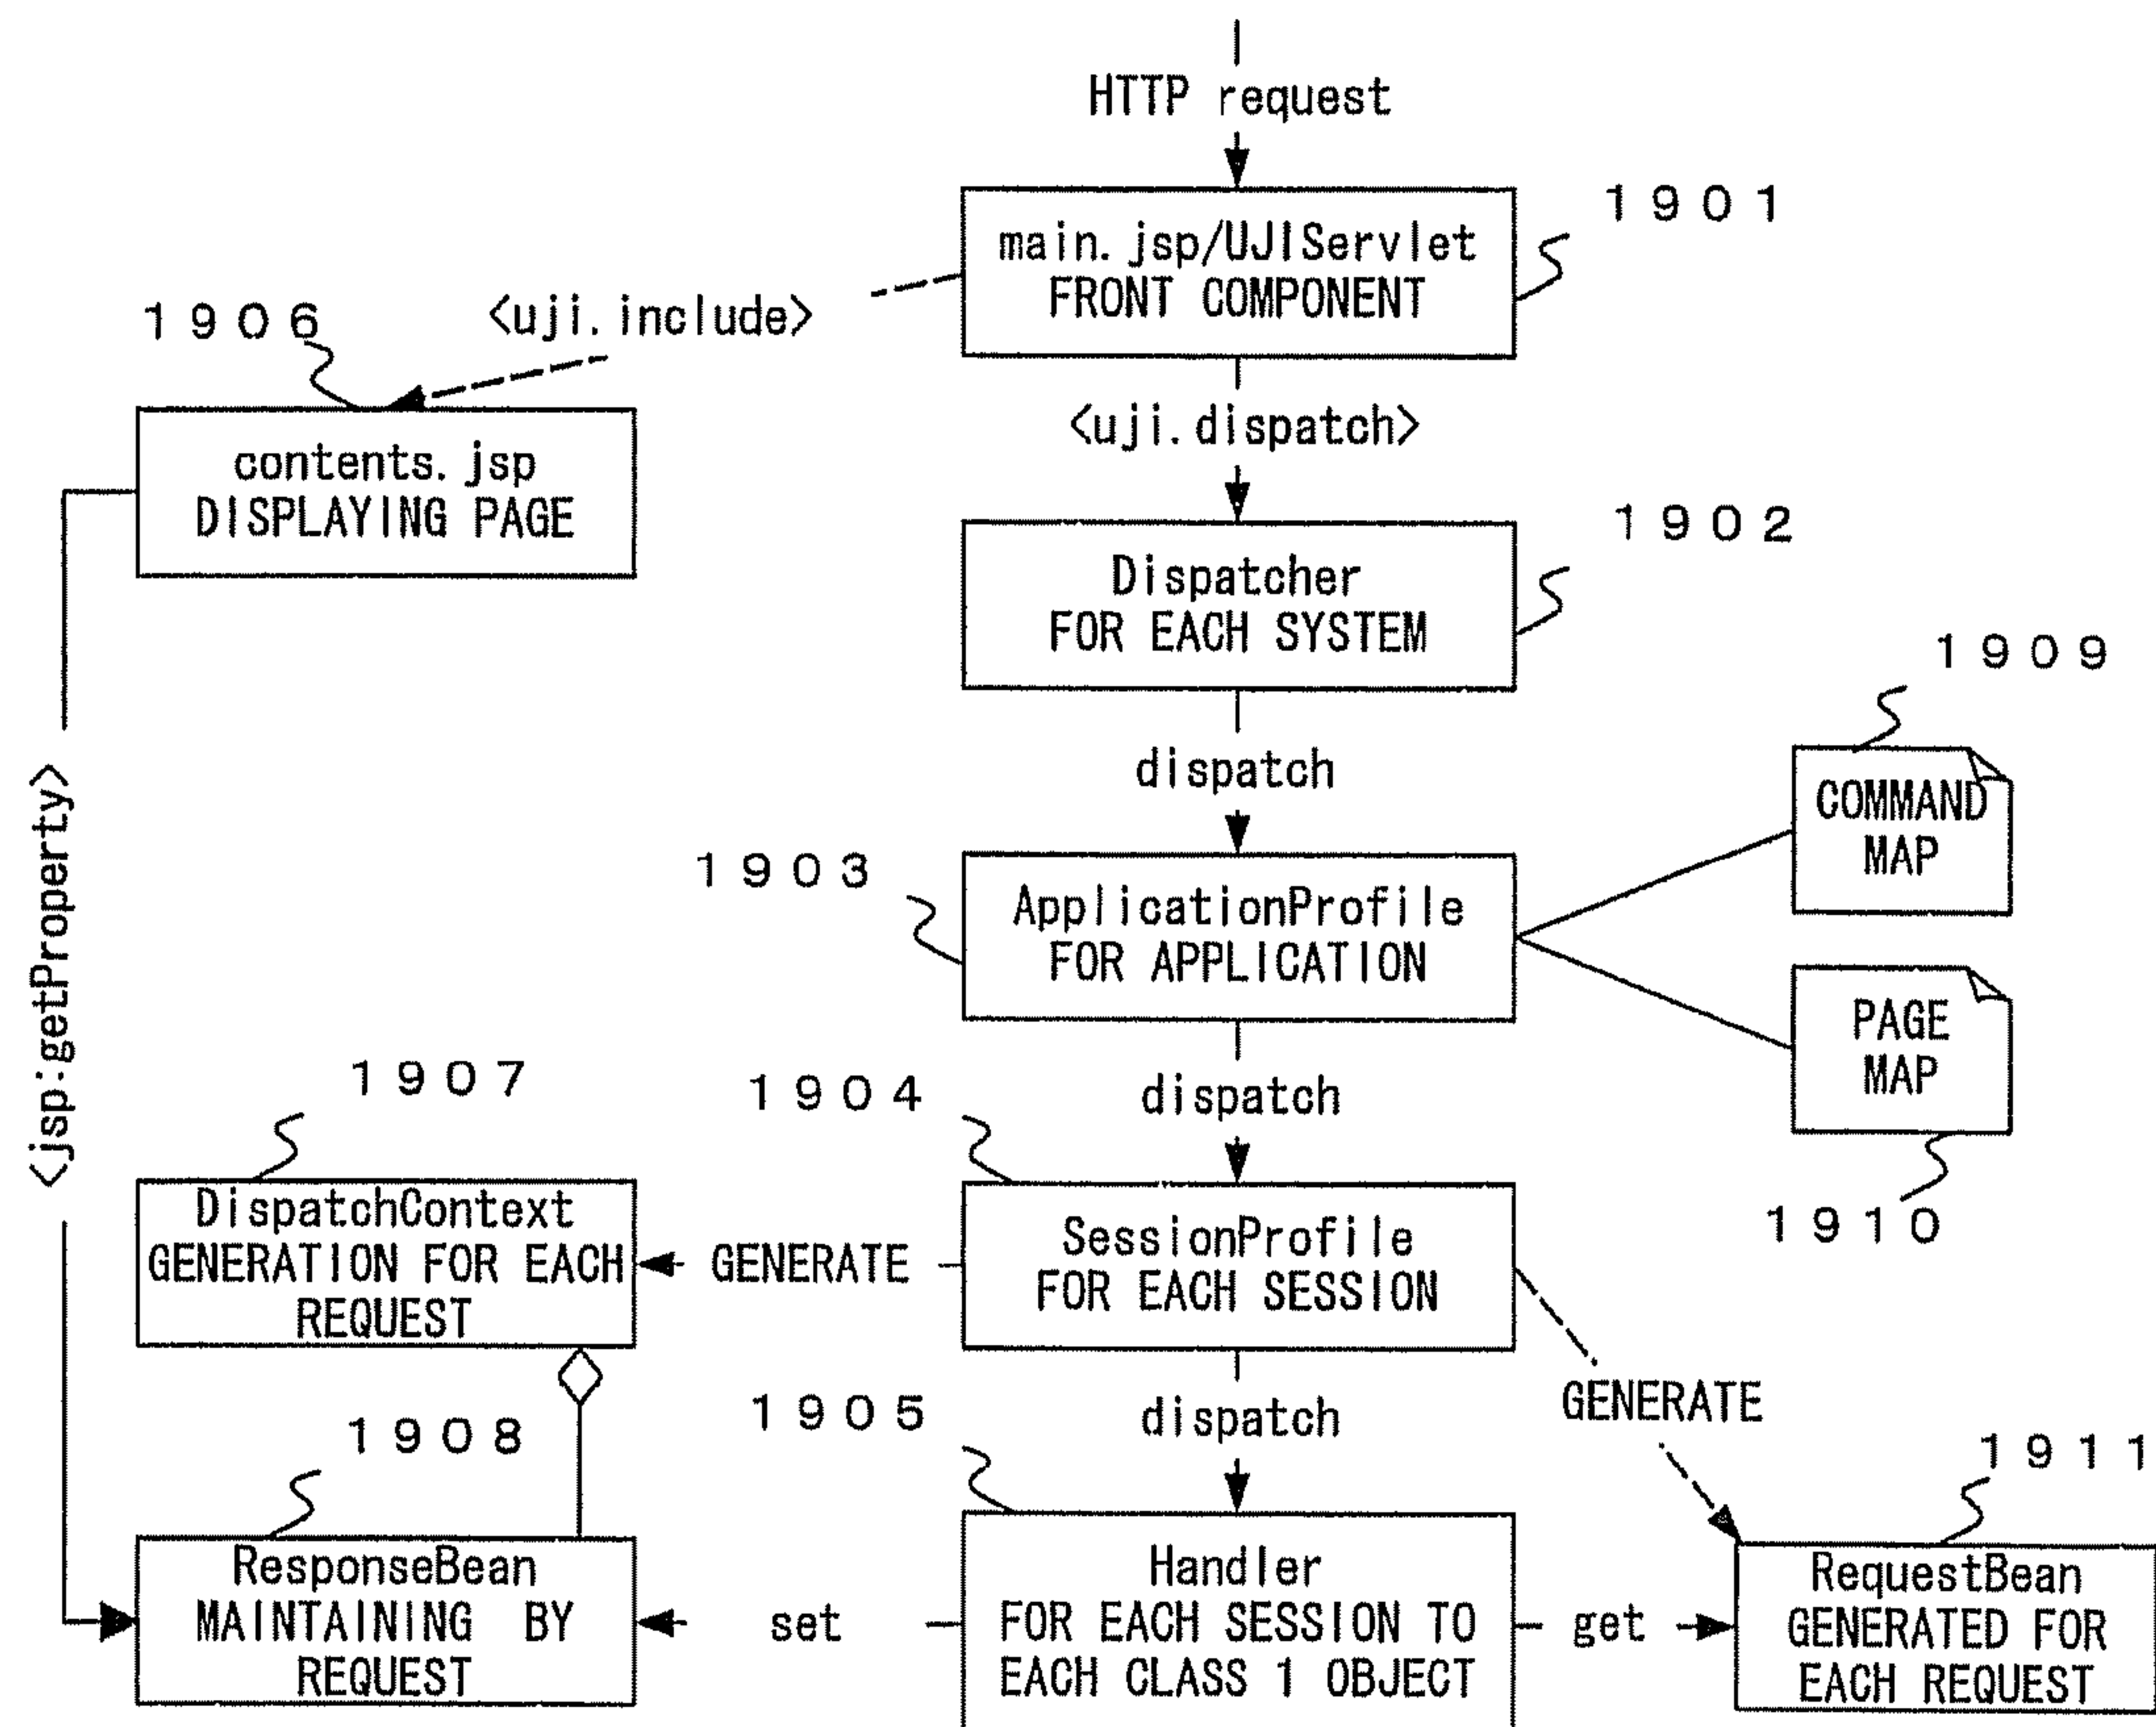 HTTP request
1901
main.jsp/UJIServlet
FRONT COMPONENT
1906
<uji.include>
<uji.dispatch>
contents.jsp
DISPLAYING PAGE
1902
Dispatcher
FOR EACH SYSTEM
1909
dispatch
COMMAND
MAP
<jsp:getProperty>
1903
ApplicationProfile
FOR APPLICATION
PAGE
MAP
1907
1904
dispatch
1910
DispatchContext
GENERATION FOR EACH
REQUEST
GENERATE
SessionProfile
FOR EACH SESSION
GENERATE
1908
1905
dispatch
1911
ResponseBean
MAINTAINING BY
REQUEST
set
Handler
FOR EACH SESSION TO
EACH CLASS 1 OBJECT
get
RequestBean
GENERATED FOR
EACH REQUEST